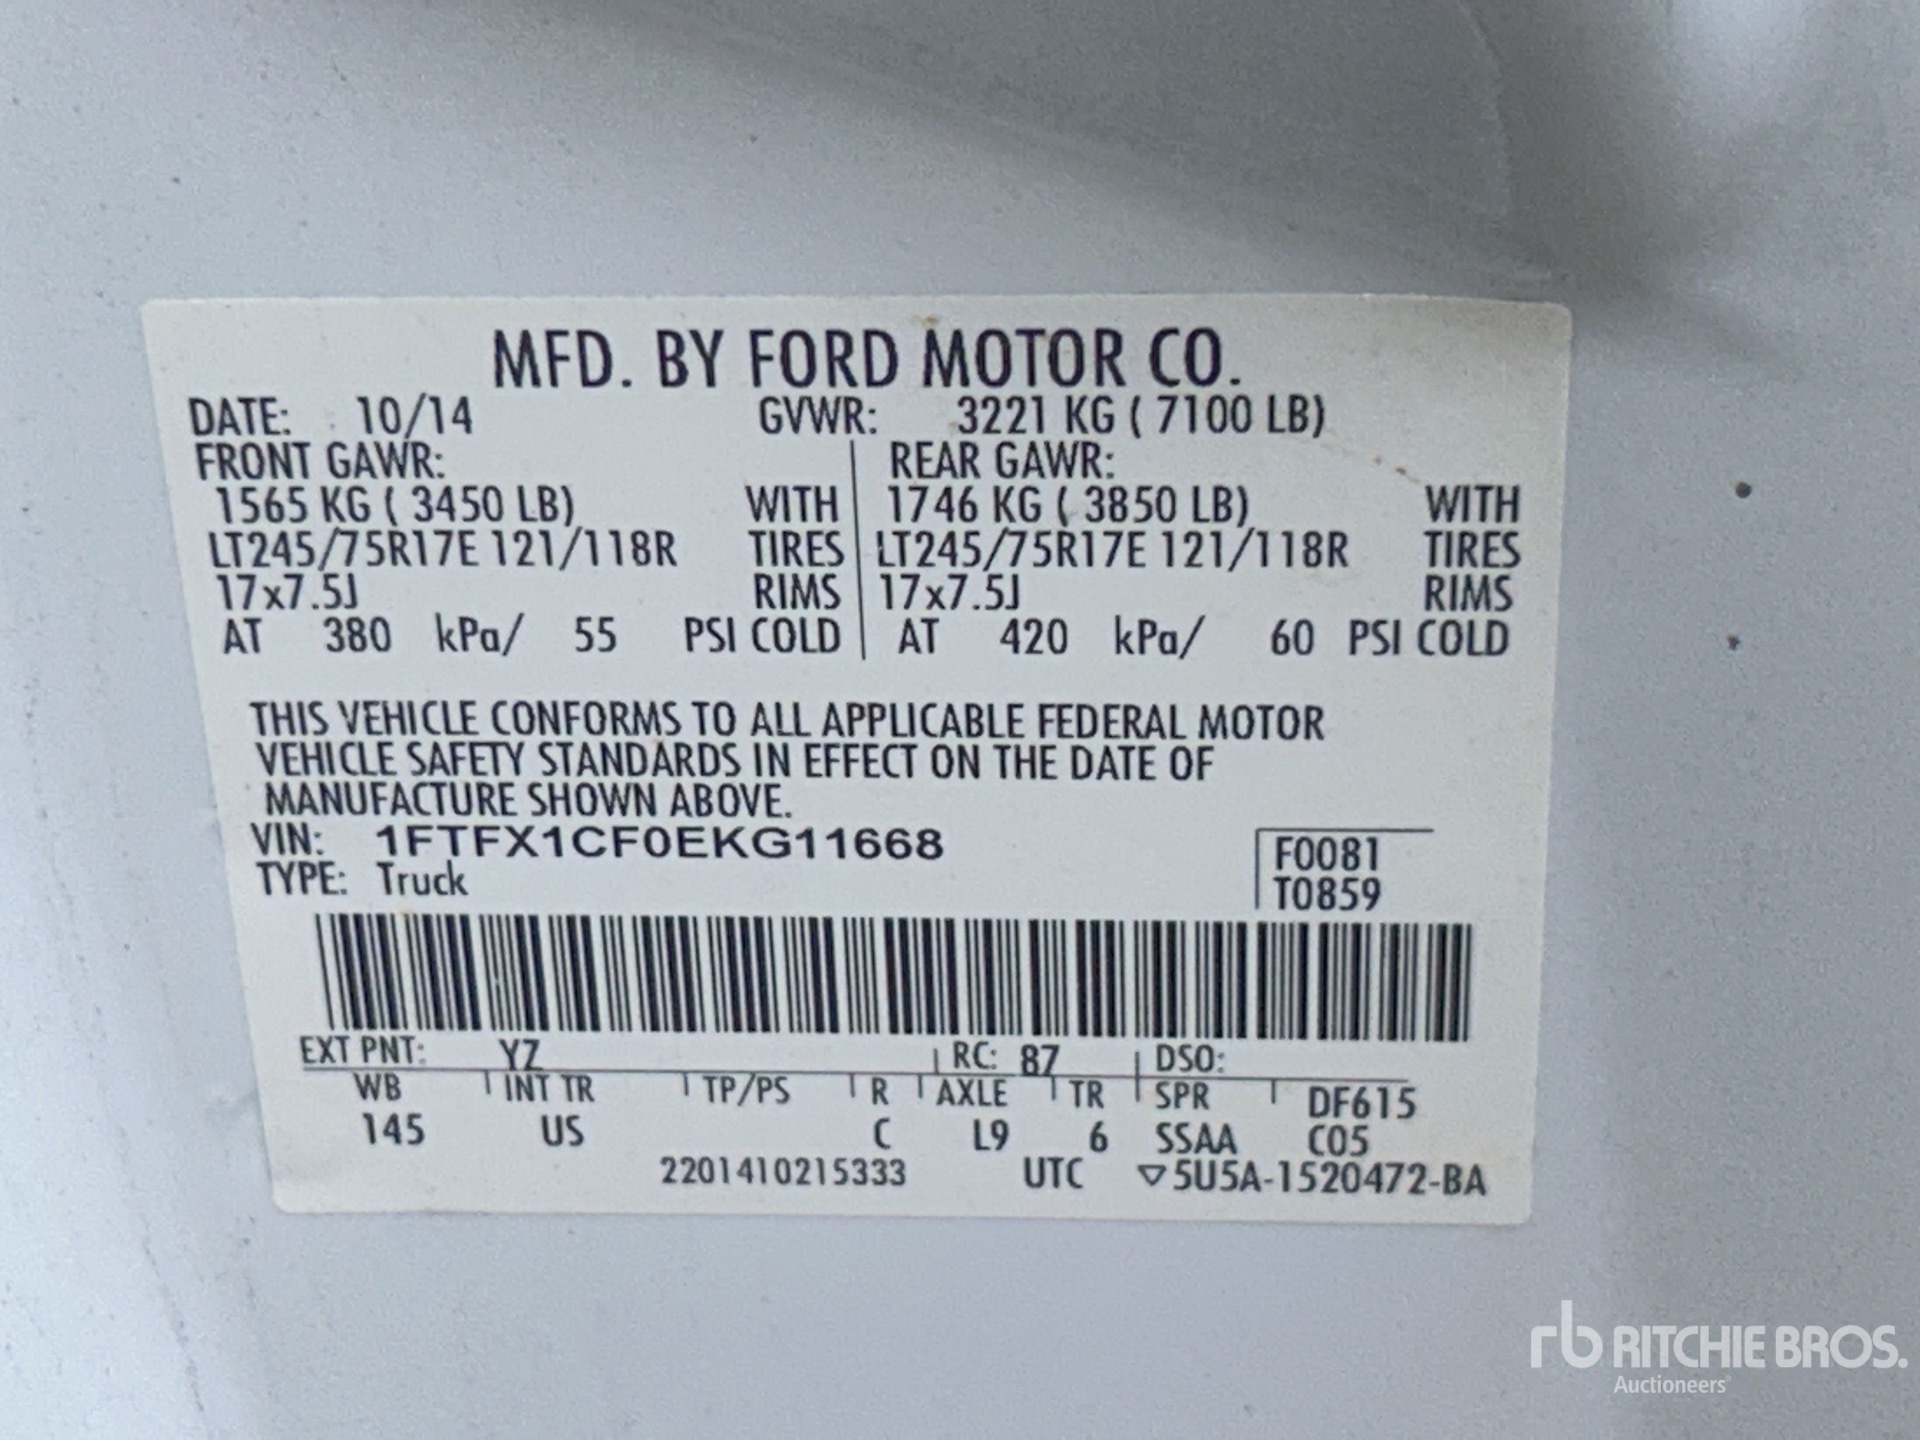 MFD. BY FORD MOTOR CO.
DATE: 10/14 GVWR: 3221 KG ( 7100 LB)
FRONT GAWR: REAR GAWR:
1565 KG ( 3450 LB) WITH 1746 KG ( 3850 LB) WITH
LT245/75R17E 121/118R TIRES LT245/75R17E 121/118R TIRES
17x7.5J RIMS 17x7.5J RIMS
AT 380 kPa/ 55 PSI COLD AT 420 kPa/ 60 PSI COLD
THIS VEHICLE CONFORMS TO ALL APPLICABLE FEDERAL MOTOR
VEHICLE SAFETY STANDARDS IN EFFECT ON THE DATE OF
MANUFACTURE SHOWN ABOVE.
VIN: 1FTFX1CF0EKG11668 F0081
TYPE: Truck T0859
EXT PNT: YZ RC: 87 DSO:
WB INT TR TP/PS R AXLE TR SPR DF615
145 US C L9 6 SSAA C05
2201410215333 UTC ▽5U5A-1520472-BA
rb RITCHIE BROS.
Auctioneers